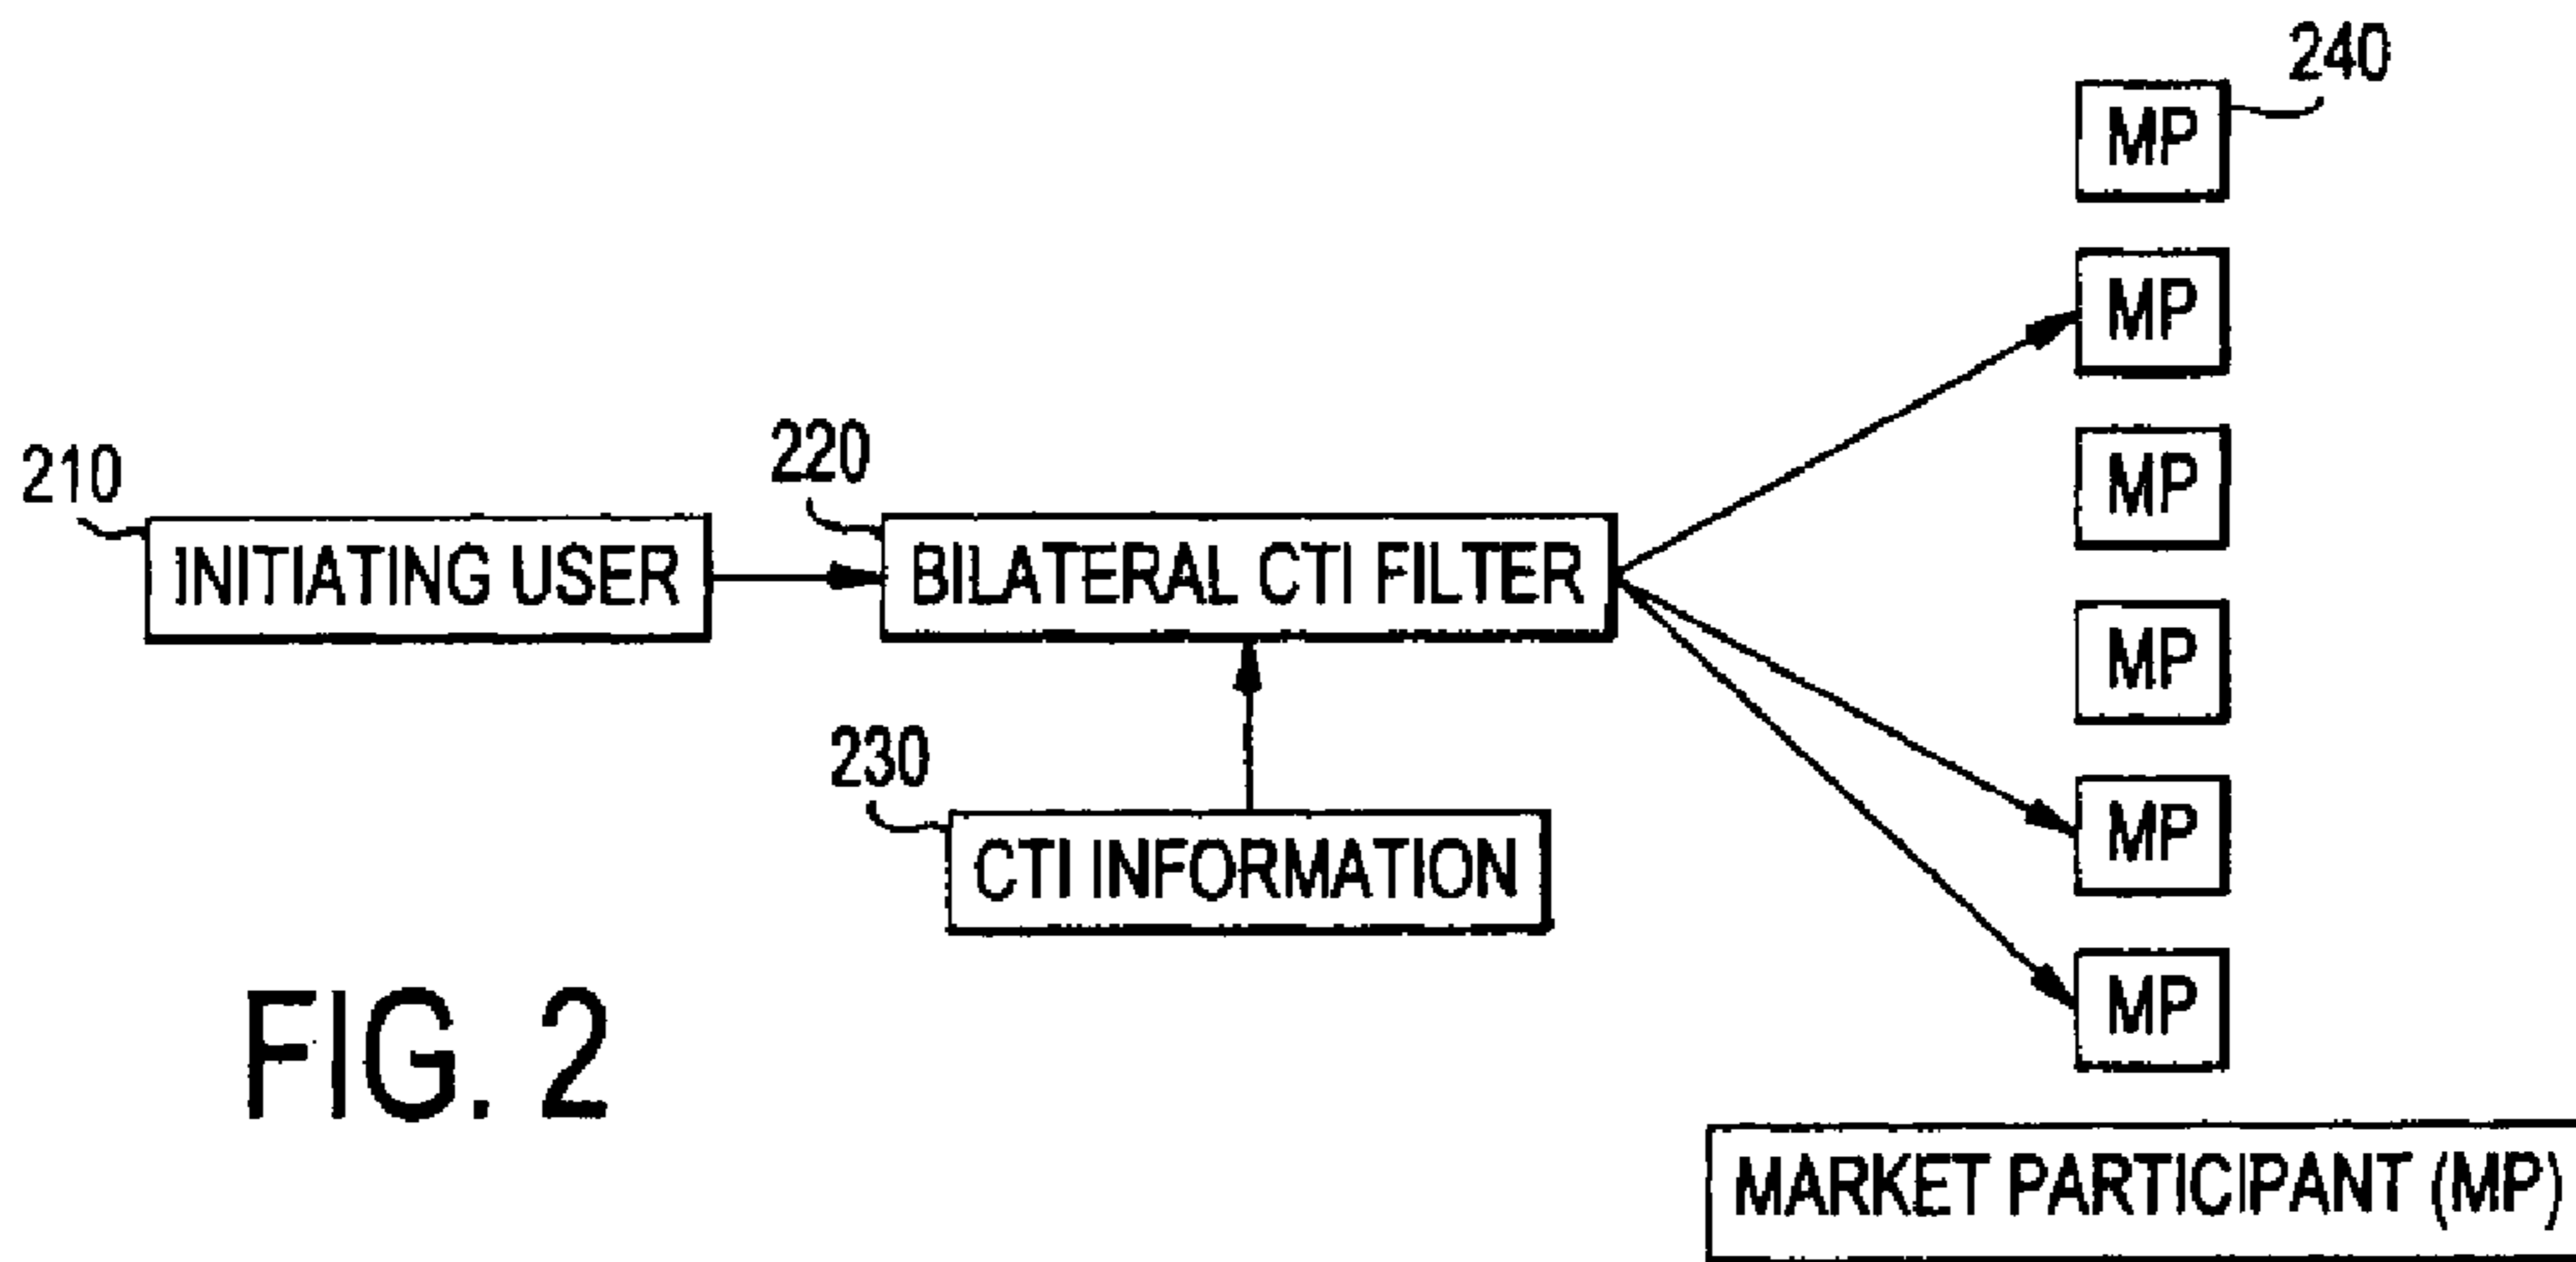 240
MP
MP
MP
MP
MP
MP
210
INITIATING USER
220
BILATERAL CTI FILTER
230
CTI INFORMATION
FIG. 2
MARKET PARTICIPANT (MP)